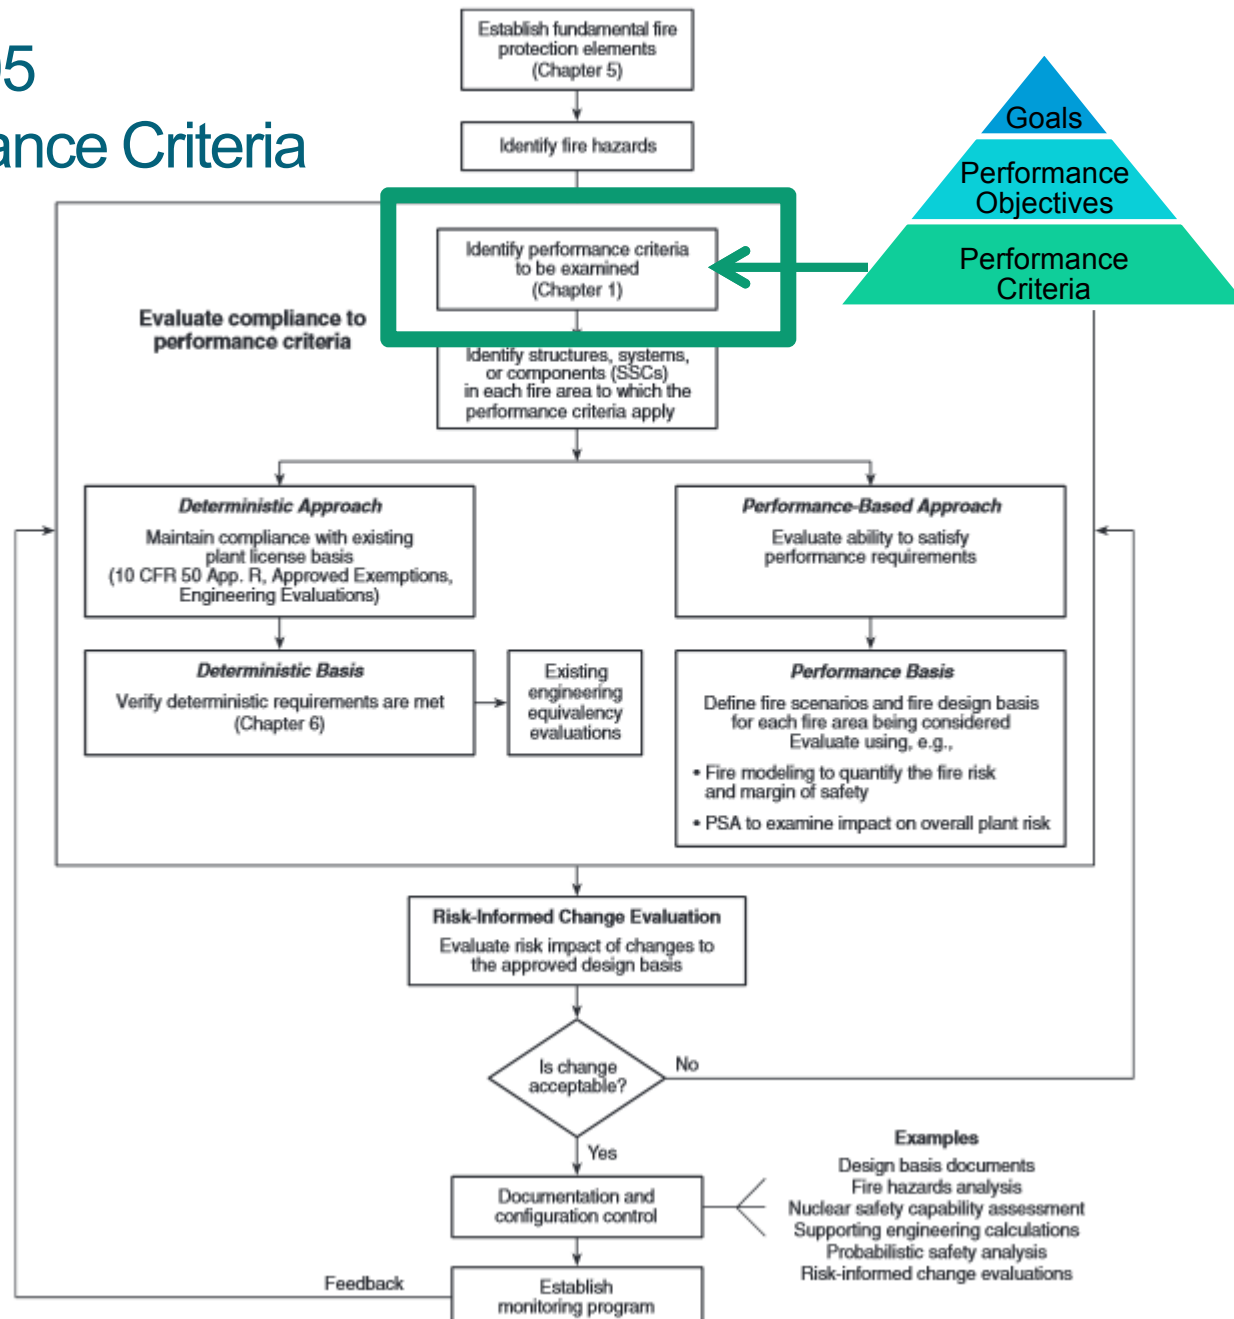 05
ance Criteria
Establish fundamental fire
protection elements
(Chapter 5)
Identify fire hazards
Goals
Performance
Objectives
Performance
Criteria
Identify performance criteria
to be examined
(Chapter 1)
Evaluate compliance to
performance criteria
Identify structures, systems,
or components (SSCs)
in each fire area to which the
performance criteria apply
Deterministic Approach
Maintain compliance with existing
plant license basis
(10 CFR 50 App. R, Approved Exemptions,
Engineering Evaluations)
Performance-Based Approach
Evaluate ability to satisfy
performance requirements
Deterministic Basis
Verify deterministic requirements are met
(Chapter 6)
Existing
engineering
equivalency
evaluations
Performance Basis
Define fire scenarios and fire design basis
for each fire area being considered
Evaluate using, e.g.,
• Fire modeling to quantify the fire risk
and margin of safety
• PSA to examine impact on overall plant risk
Risk-Informed Change Evaluation
Evaluate risk impact of changes to
the approved design basis
Is change
acceptable?
No
Yes
Documentation and
configuration control
Examples
Design basis documents
Fire hazards analysis
Nuclear safety capability assessment
Supporting engineering calculations
Probabilistic safety analysis
Risk-informed change evaluations
Feedback
Establish
monitoring program